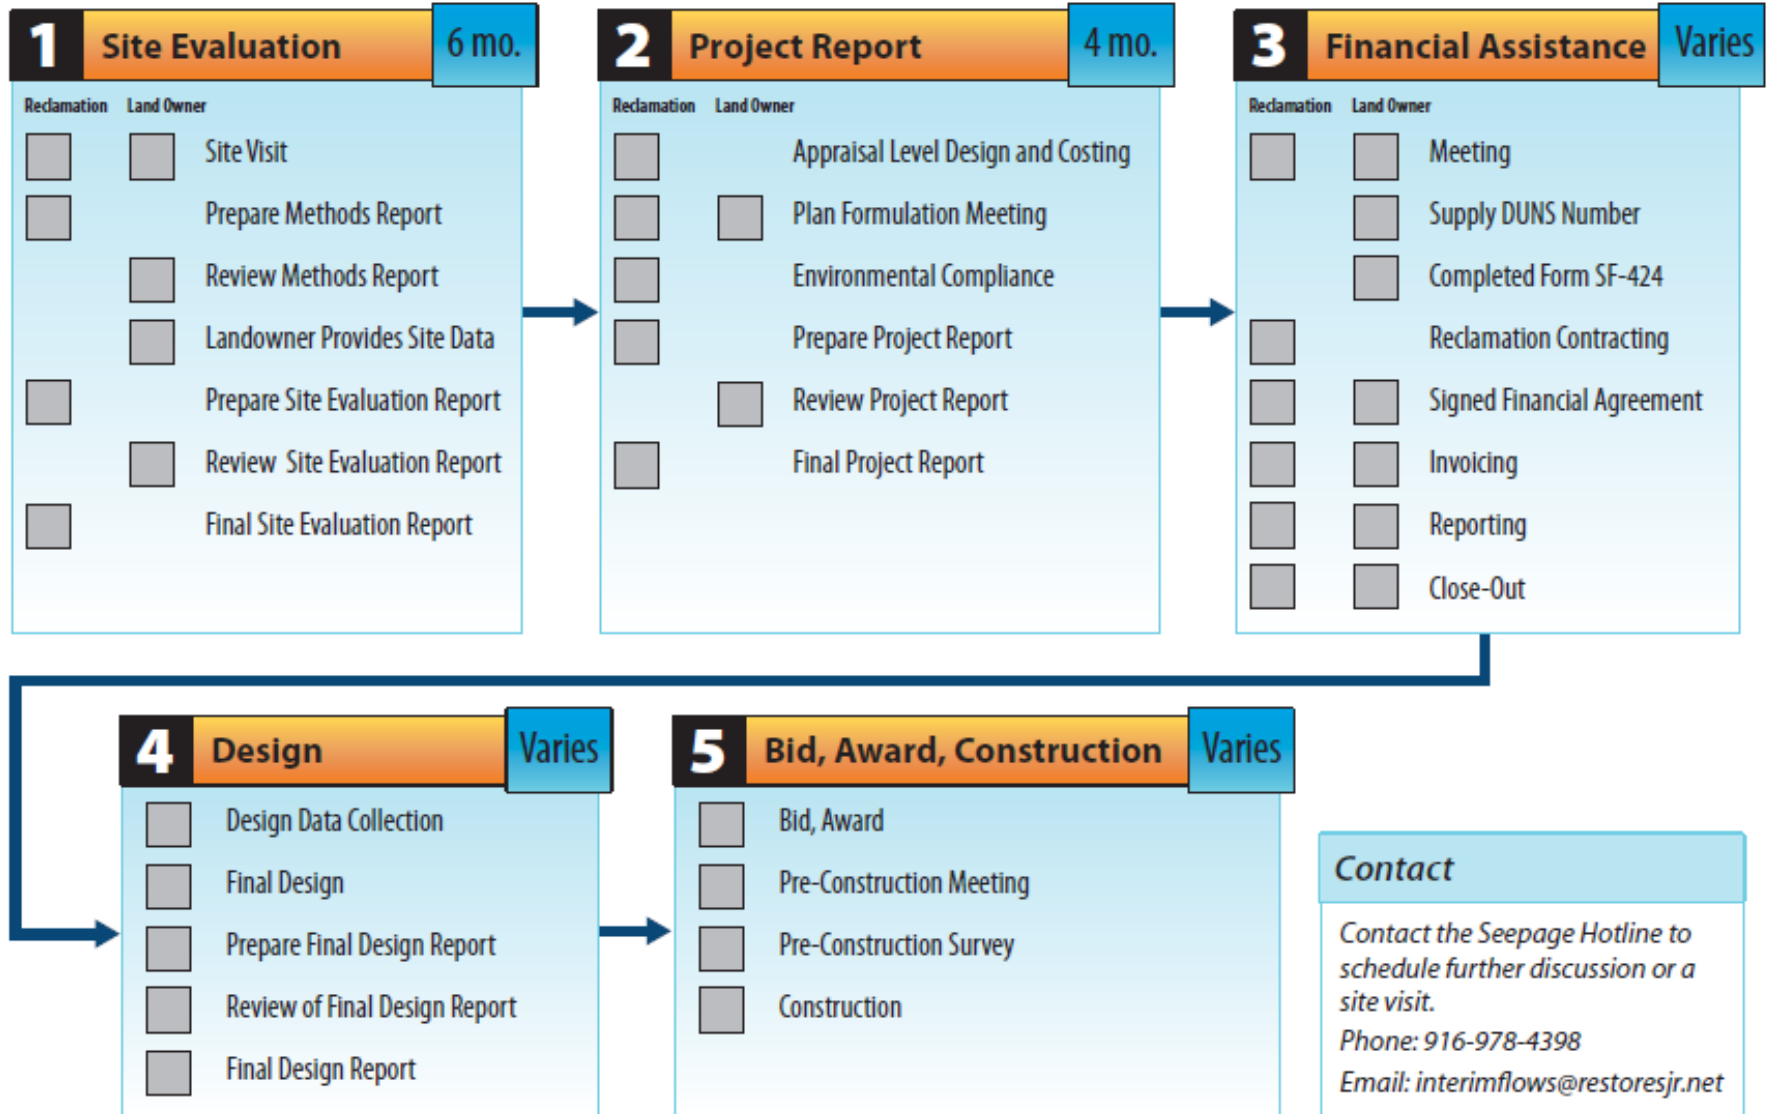 1 Site Evaluation 6 mo.
Reclamation Land Owner
Site Visit
Prepare Methods Report
Review Methods Report
Landowner Provides Site Data
Prepare Site Evaluation Report
Review Site Evaluation Report
Final Site Evaluation Report
2 Project Report 4 mo.
Reclamation Land Owner
Appraisal Level Design and Costing
Plan Formulation Meeting
Environmental Compliance
Prepare Project Report
Review Project Report
Final Project Report
3 Financial Assistance Varies
Reclamation Land Owner
Meeting
Supply DUNS Number
Completed Form SF-424
Reclamation Contracting
Signed Financial Agreement
Invoicing
Reporting
Close-Out
4 Design Varies
Design Data Collection
Final Design
Prepare Final Design Report
Review of Final Design Report
Final Design Report
5 Bid, Award, Construction Varies
Bid, Award
Pre-Construction Meeting
Pre-Construction Survey
Construction
Contact
Contact the Seepage Hotline to
schedule further discussion or a
site visit.
Phone: 916-978-4398
Email: interimflows@restoresjr.net